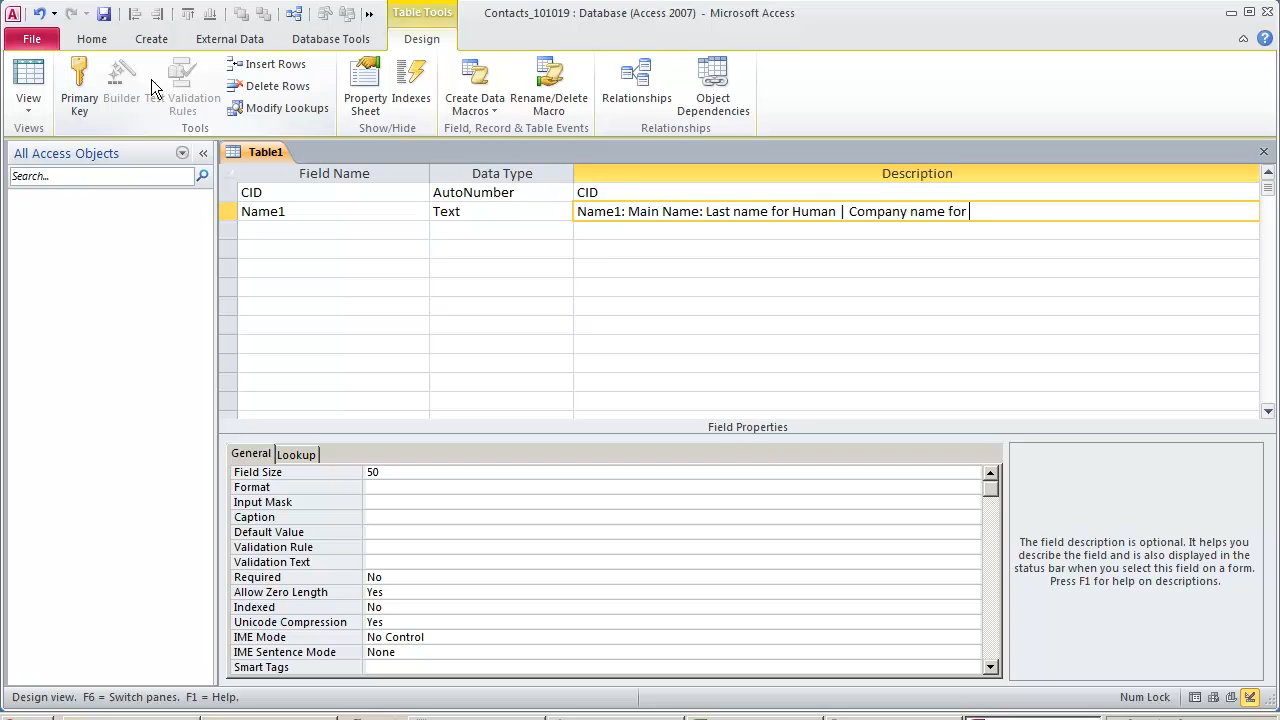 Table Tools
Contacts_101019 : Database (Access 2007) - Microsoft Access
File Home Create External Data Database Tools Design
View
Primary Key
Builder
Test Validation Rules
Insert Rows
Delete Rows
Modify Lookups
Property Sheet
Indexes
Create Data Macros
Rename/Delete Macro
Relationships
Object Dependencies
Views Tools Show/Hide Field, Record & Table Events Relationships
All Access Objects
Search...
Table1
Field Name Data Type Description
CID AutoNumber CID
Name1 Text Name1: Main Name: Last name for Human | Company name for
Field Properties
General Lookup
Field Size 50
Format
Input Mask
Caption
Default Value
Validation Rule
Validation Text
Required No
Allow Zero Length Yes
Indexed No
Unicode Compression Yes
IME Mode No Control
IME Sentence Mode None
Smart Tags
The field description is optional. It helps you
describe the field and is also displayed in the
status bar when you select this field on a form.
Press F1 for help on descriptions.
Design view. F6 = Switch panes. F1 = Help.
Num Lock